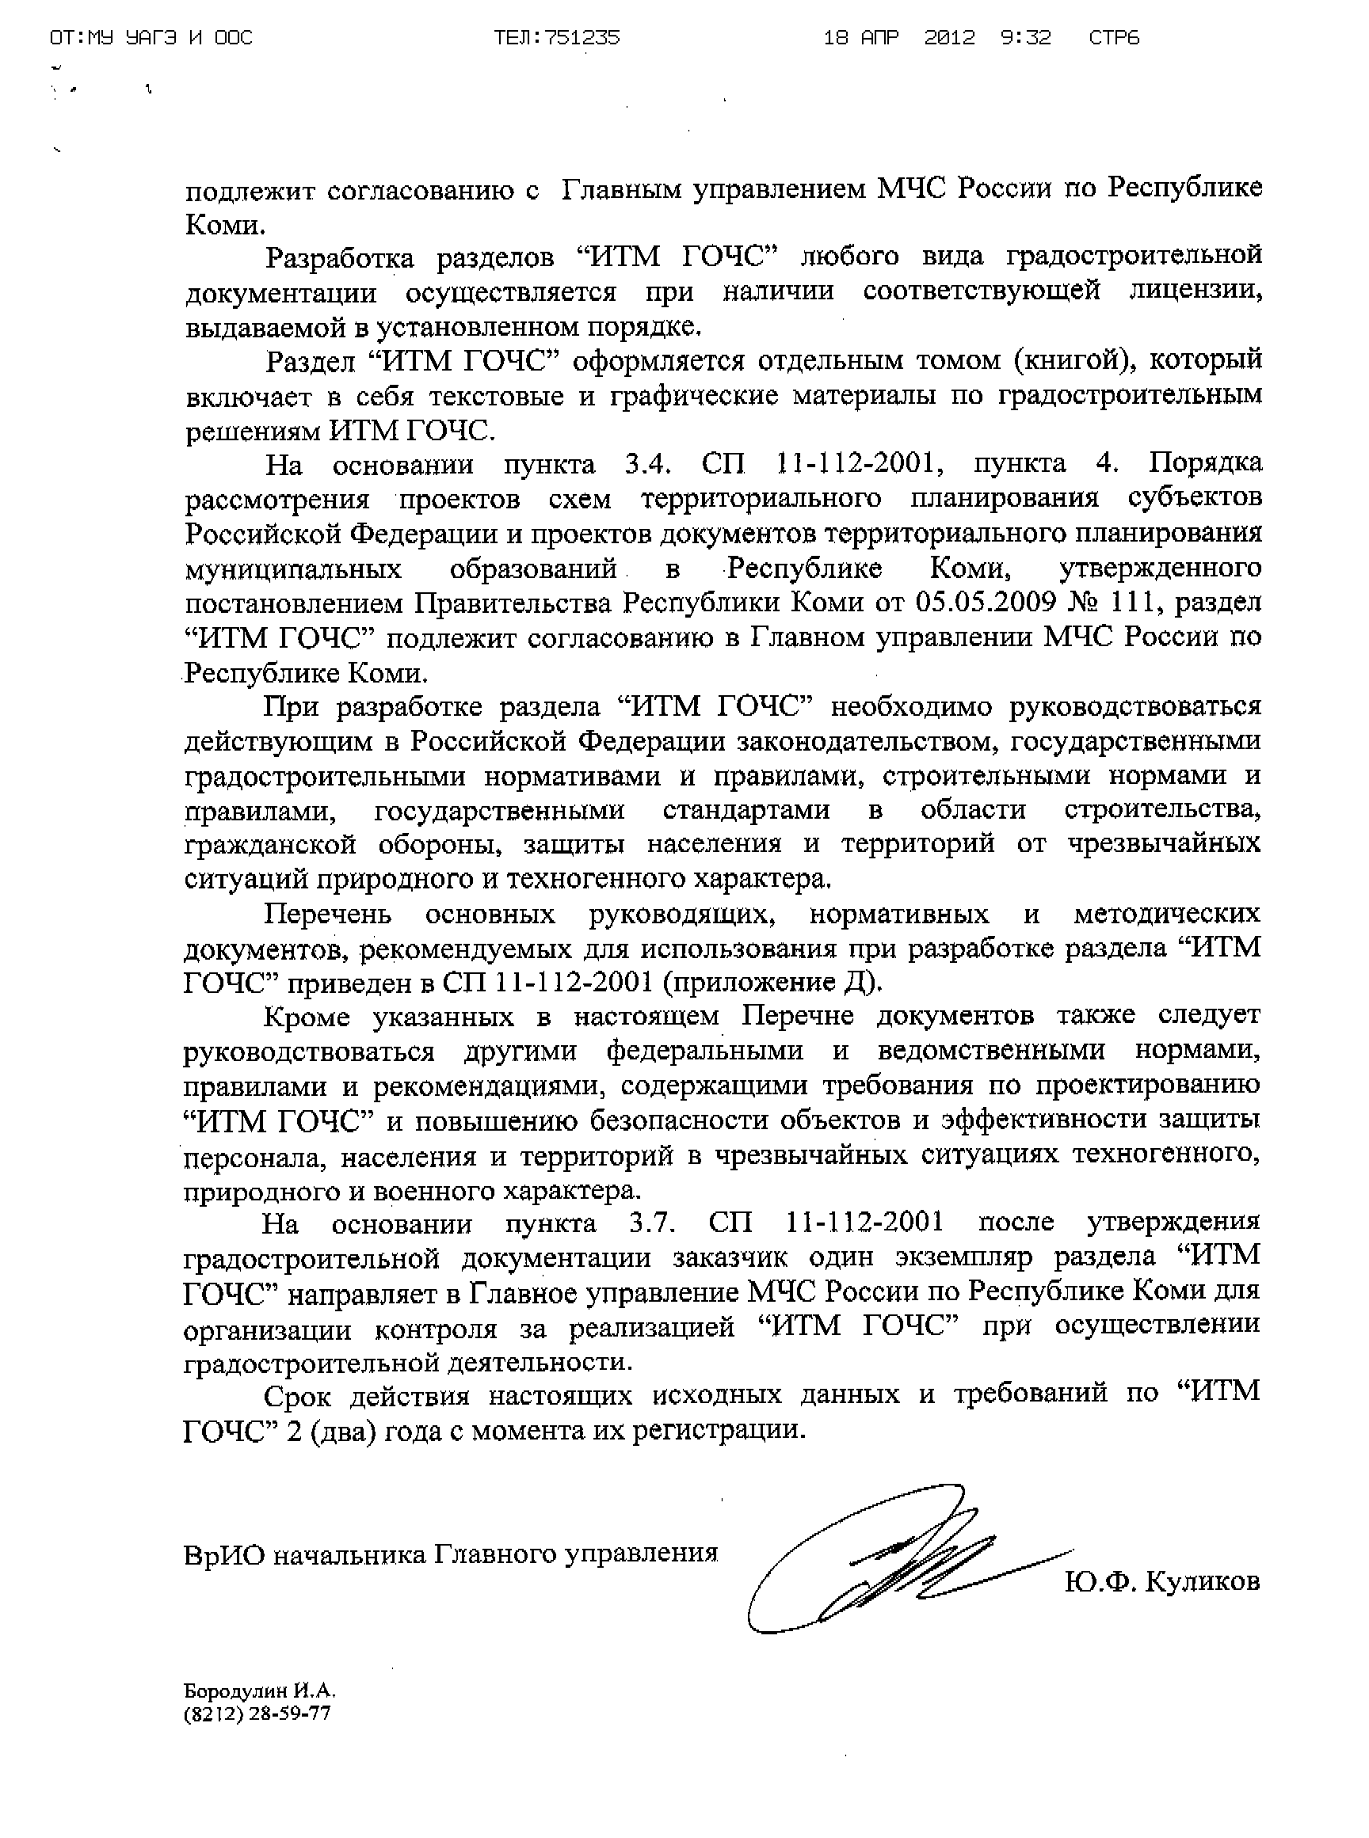 ОТ:МУ УАГЭ И ООС ТЕЛ:751235 18 АПР 2012 9:32 СТР6
подлежит согласованию с Главным управлением МЧС России по Республике
Коми.
Разработка разделов “ИТМ ГОЧС” любого вида градостроительной
документации осуществляется при наличии соответствующей лицензии,
выдаваемой в установленном порядке.
Раздел “ИТМ ГОЧС” оформляется отдельным томом (книгой), который
включает в себя текстовые и графические материалы по градостроительным
решениям ИТМ ГОЧС.
На основании пункта 3.4. СП 11-112-2001, пункта 4. Порядка
рассмотрения проектов схем территориального планирования субъектов
Российской Федерации и проектов документов территориального планирования
муниципальных образований в Республике Коми, утвержденного
постановлением Правительства Республики Коми от 05.05.2009 № 111, раздел
“ИТМ ГОЧС” подлежит согласованию в Главном управлении МЧС России по
Республике Коми.
При разработке раздела “ИТМ ГОЧС” необходимо руководствоваться
действующим в Российской Федерации законодательством, государственными
градостроительными нормативами и правилами, строительными нормами и
правилами, государственными стандартами в области строительства,
гражданской обороны, защиты населения и территорий от чрезвычайных
ситуаций природного и техногенного характера.
Перечень основных руководящих, нормативных и методических
документов, рекомендуемых для использования при разработке раздела “ИТМ
ГОЧС” приведен в СП 11-112-2001 (приложение Д).
Кроме указанных в настоящем Перечне документов также следует
руководствоваться другими федеральными и ведомственными нормами,
правилами и рекомендациями, содержащими требования по проектированию
“ИТМ ГОЧС” и повышению безопасности объектов и эффективности защиты
персонала, населения и территорий в чрезвычайных ситуациях техногенного,
природного и военного характера.
На основании пункта 3.7. СП 11-112-2001 после утверждения
градостроительной документации заказчик один экземпляр раздела “ИТМ
ГОЧС” направляет в Главное управление МЧС России по Республике Коми для
организации контроля за реализацией “ИТМ ГОЧС” при осуществлении
градостроительной деятельности.
Срок действия настоящих исходных данных и требований по “ИТМ
ГОЧС” 2 (два) года с момента их регистрации.
ВрИО начальника Главного управления
Ю.Ф. Куликов
Бородулин И.А.
(8212) 28-59-77